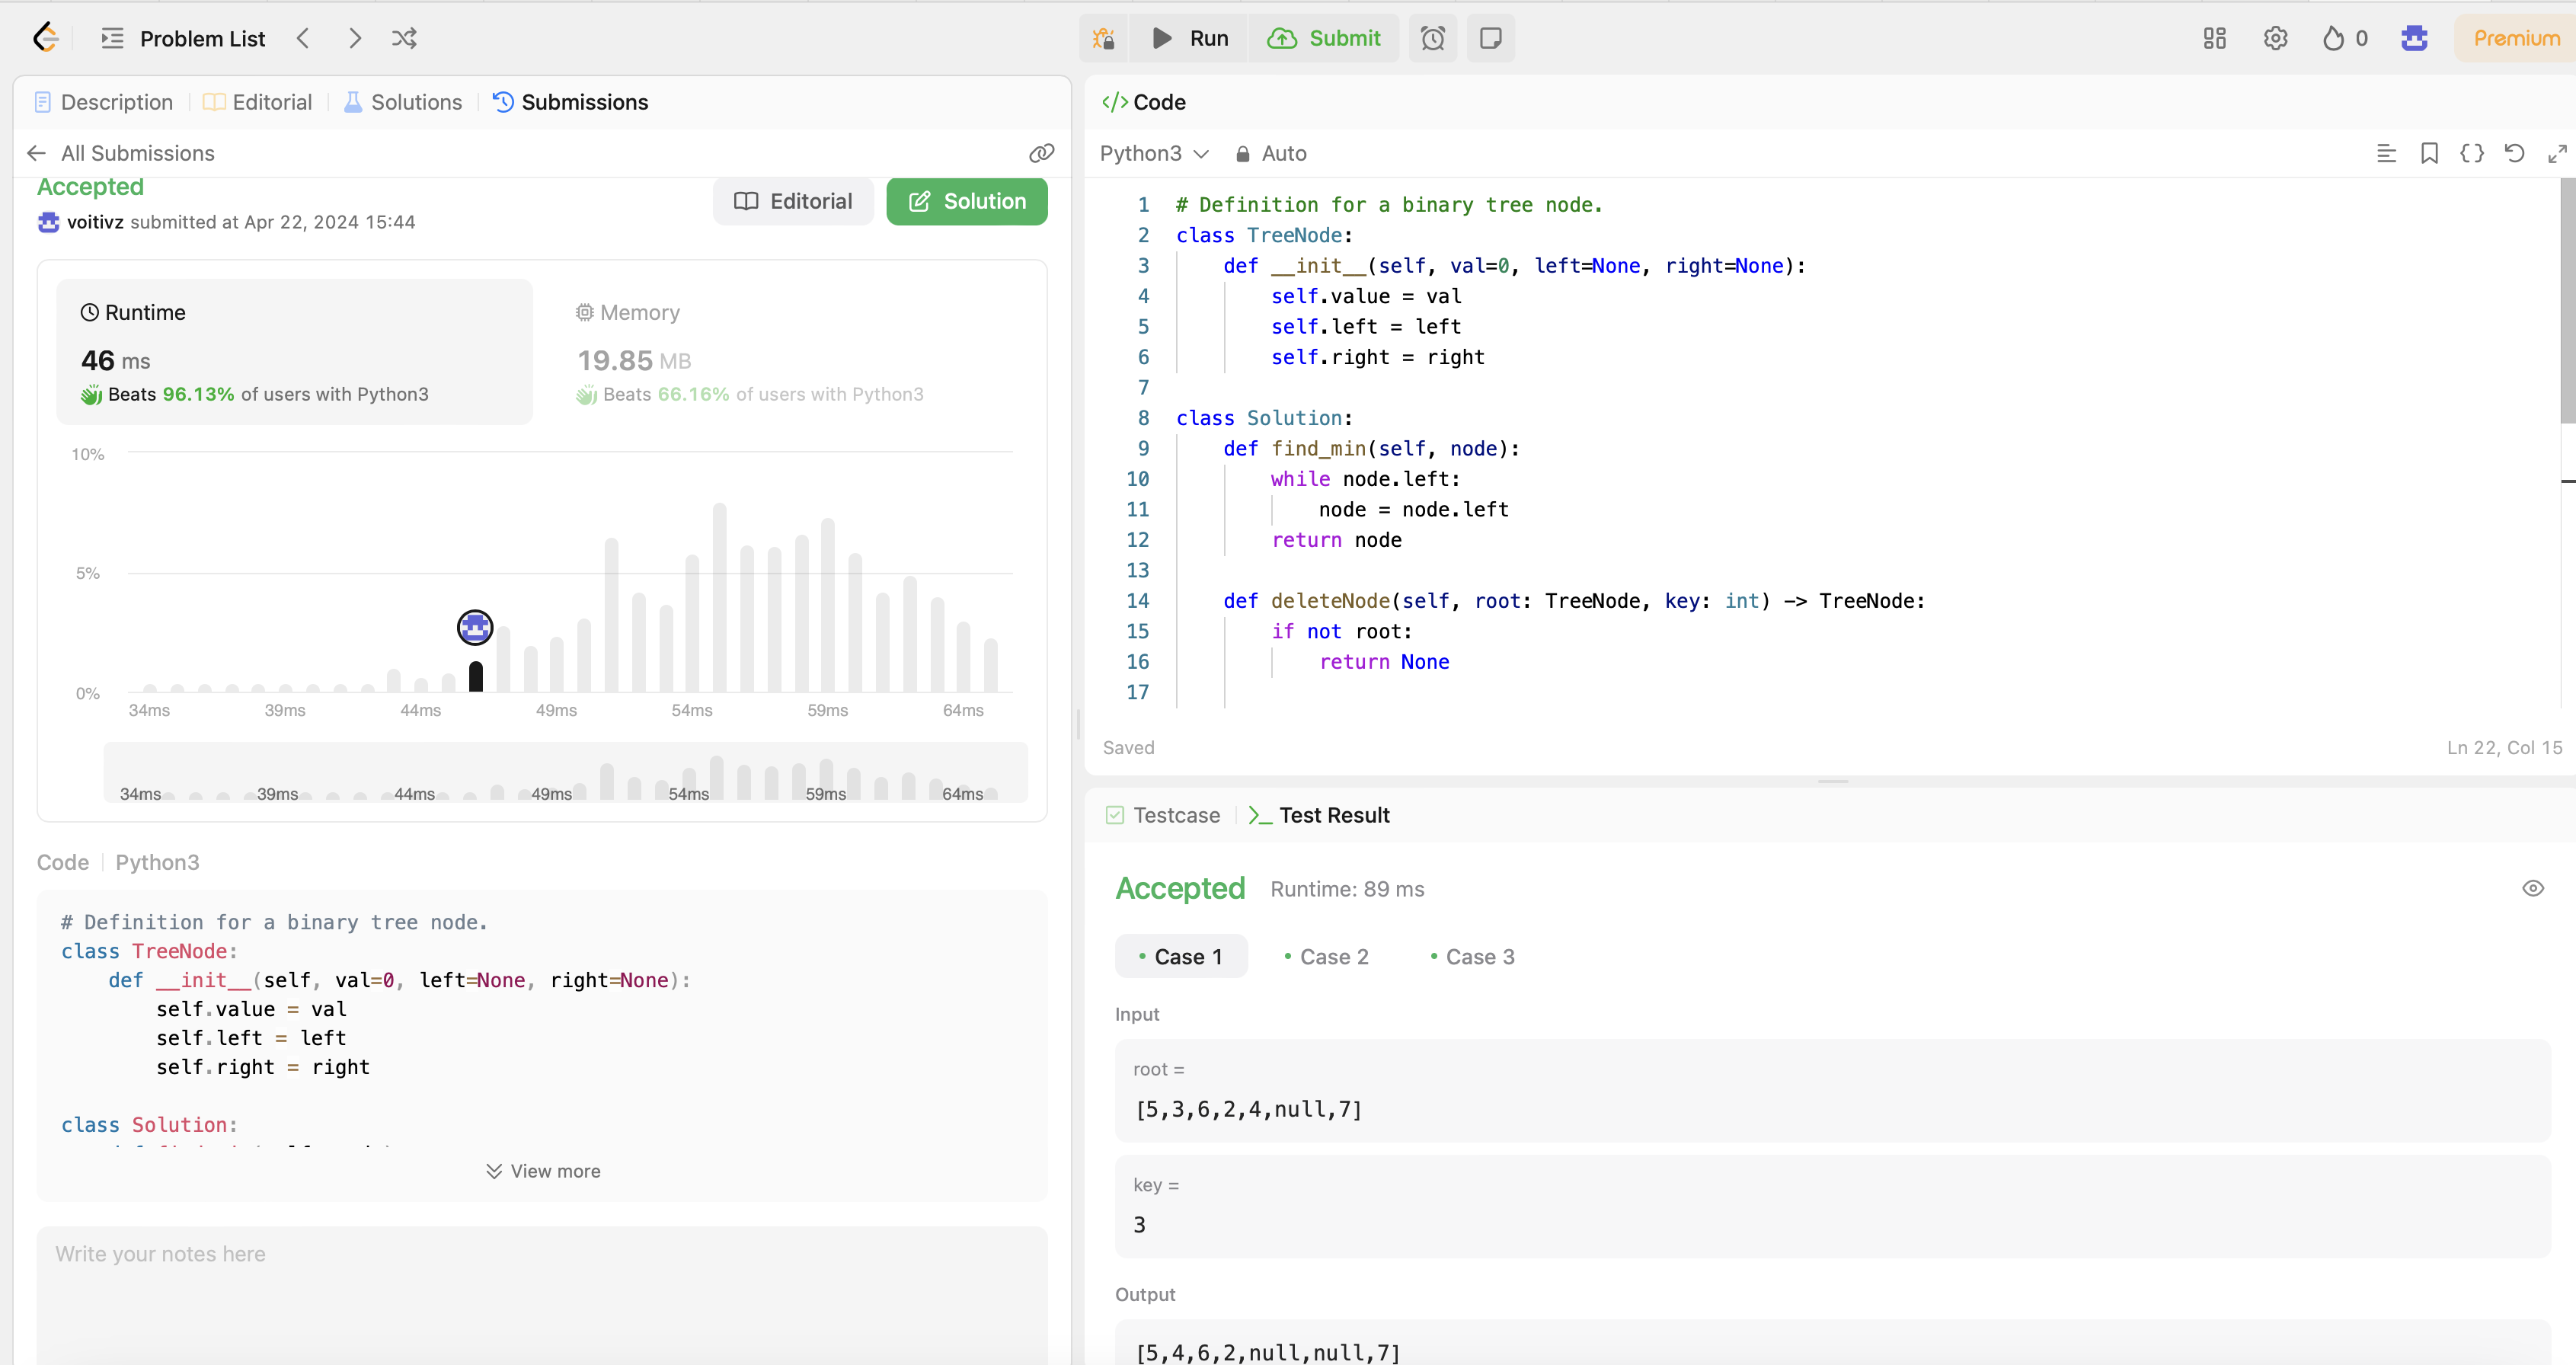 Problem List
Run
Submit
0
Premium
Description
Editorial
Solutions
Submissions
All Submissions
Accepted
voitivz submitted at Apr 22, 2024 15:44
Editorial
Solution
Runtime
46 ms
Beats 96.13% of users with Python3
Memory
19.85 MB
Beats 66.16% of users with Python3
10%
5%
0%
34ms 39ms 44ms 49ms 54ms 59ms 64ms
34ms 39ms 44ms 49ms 54ms 59ms 64ms
Code | Python3
# Definition for a binary tree node.
class TreeNode:
    def __init__(self, val=0, left=None, right=None):
        self.value = val
        self.left = left
        self.right = right
class Solution:
View more
Write your notes here
</> Code
Python3
Auto
1 # Definition for a binary tree node.
2 class TreeNode:
3     def __init__(self, val=0, left=None, right=None):
4         self.value = val
5         self.left = left
6         self.right = right
7
8 class Solution:
9     def find_min(self, node):
10         while node.left:
11             node = node.left
12         return node
13
14     def deleteNode(self, root: TreeNode, key: int) -> TreeNode:
15         if not root:
16             return None
17
Saved
Ln 22, Col 15
Testcase
>_ Test Result
Accepted
Runtime: 89 ms
Case 1
Case 2
Case 3
Input
root =
[5,3,6,2,4,null,7]
key =
3
Output
[5,4,6,2,null,null,7]